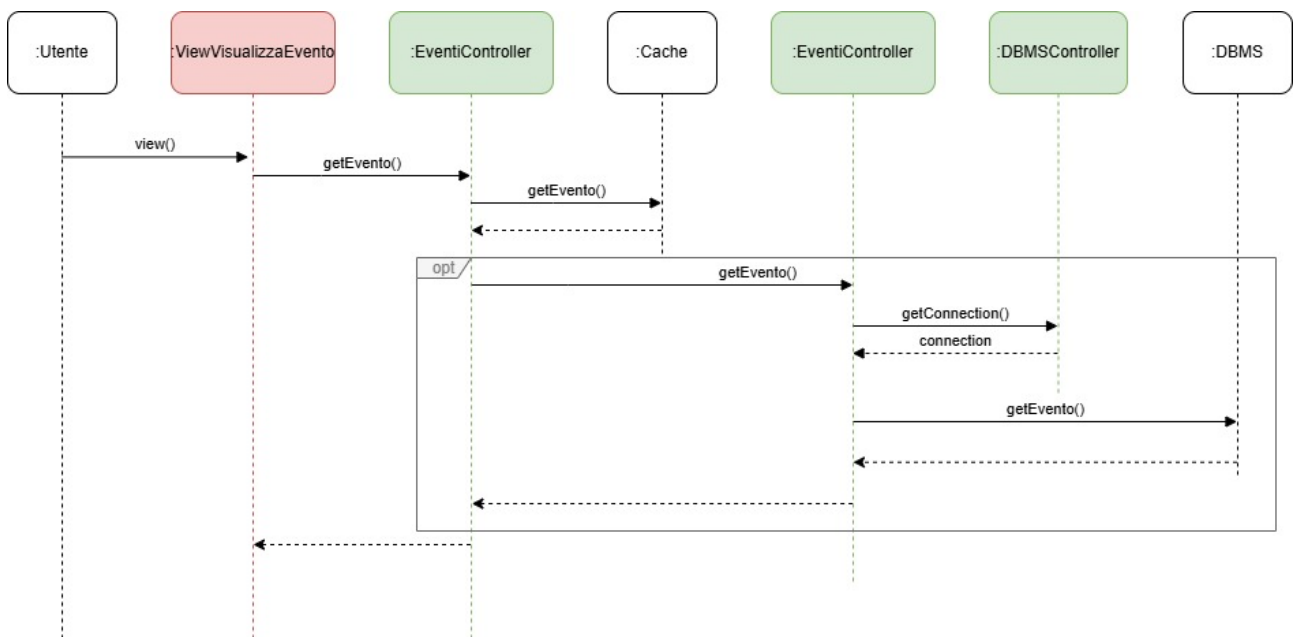 :Utente
:ViewVisualizzaEvento
:EventiController
:Cache
:EventiController
:DBMSController
:DBMS
view()
getEvento()
getEvento()
opt
getEvento()
getConnection()
connection
getEvento()